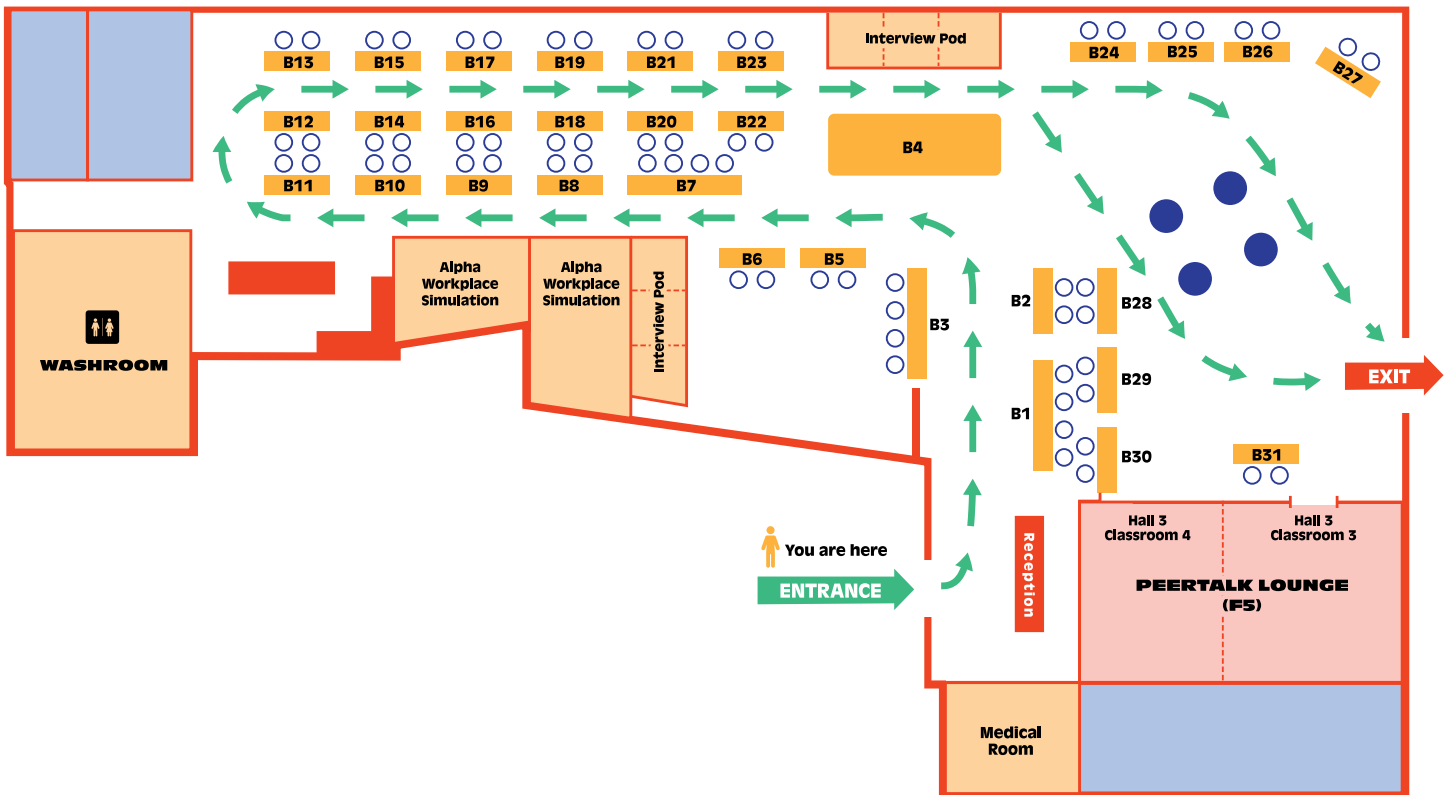 Interview Pod
B24
B25
B26
B27
B13
B15
B17
B19
B21
B23
B12
B14
B16
B18
B20
B22
B4
B11
B10
B9
B8
B7
B6
B5
Alpha
Workplace
Simulation
Alpha
Workplace
Simulation
Interview Pod
B3
B2
B28
WASHROOM
B29
EXIT
B1
B30
B31
You are here
ENTRANCE
Reception
Hall 3
Classroom 4
Hall 3
Classroom 3
PEERTALK LOUNGE
(F5)
Medical
Room